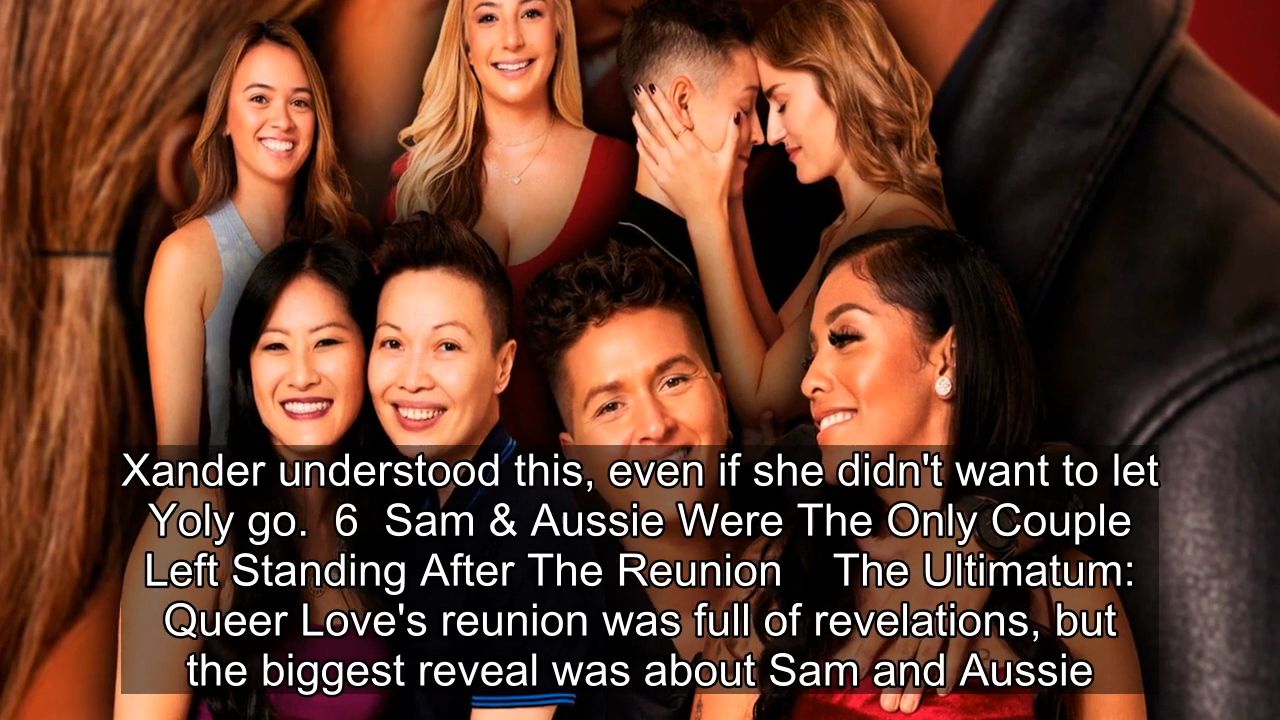 Xander understood this, even if she didn't want to let
Yoly go.  6  Sam & Aussie Were The Only Couple
Left Standing After The Reunion    The Ultimatum:
Queer Love's reunion was full of revelations, but
the biggest reveal was about Sam and Aussie